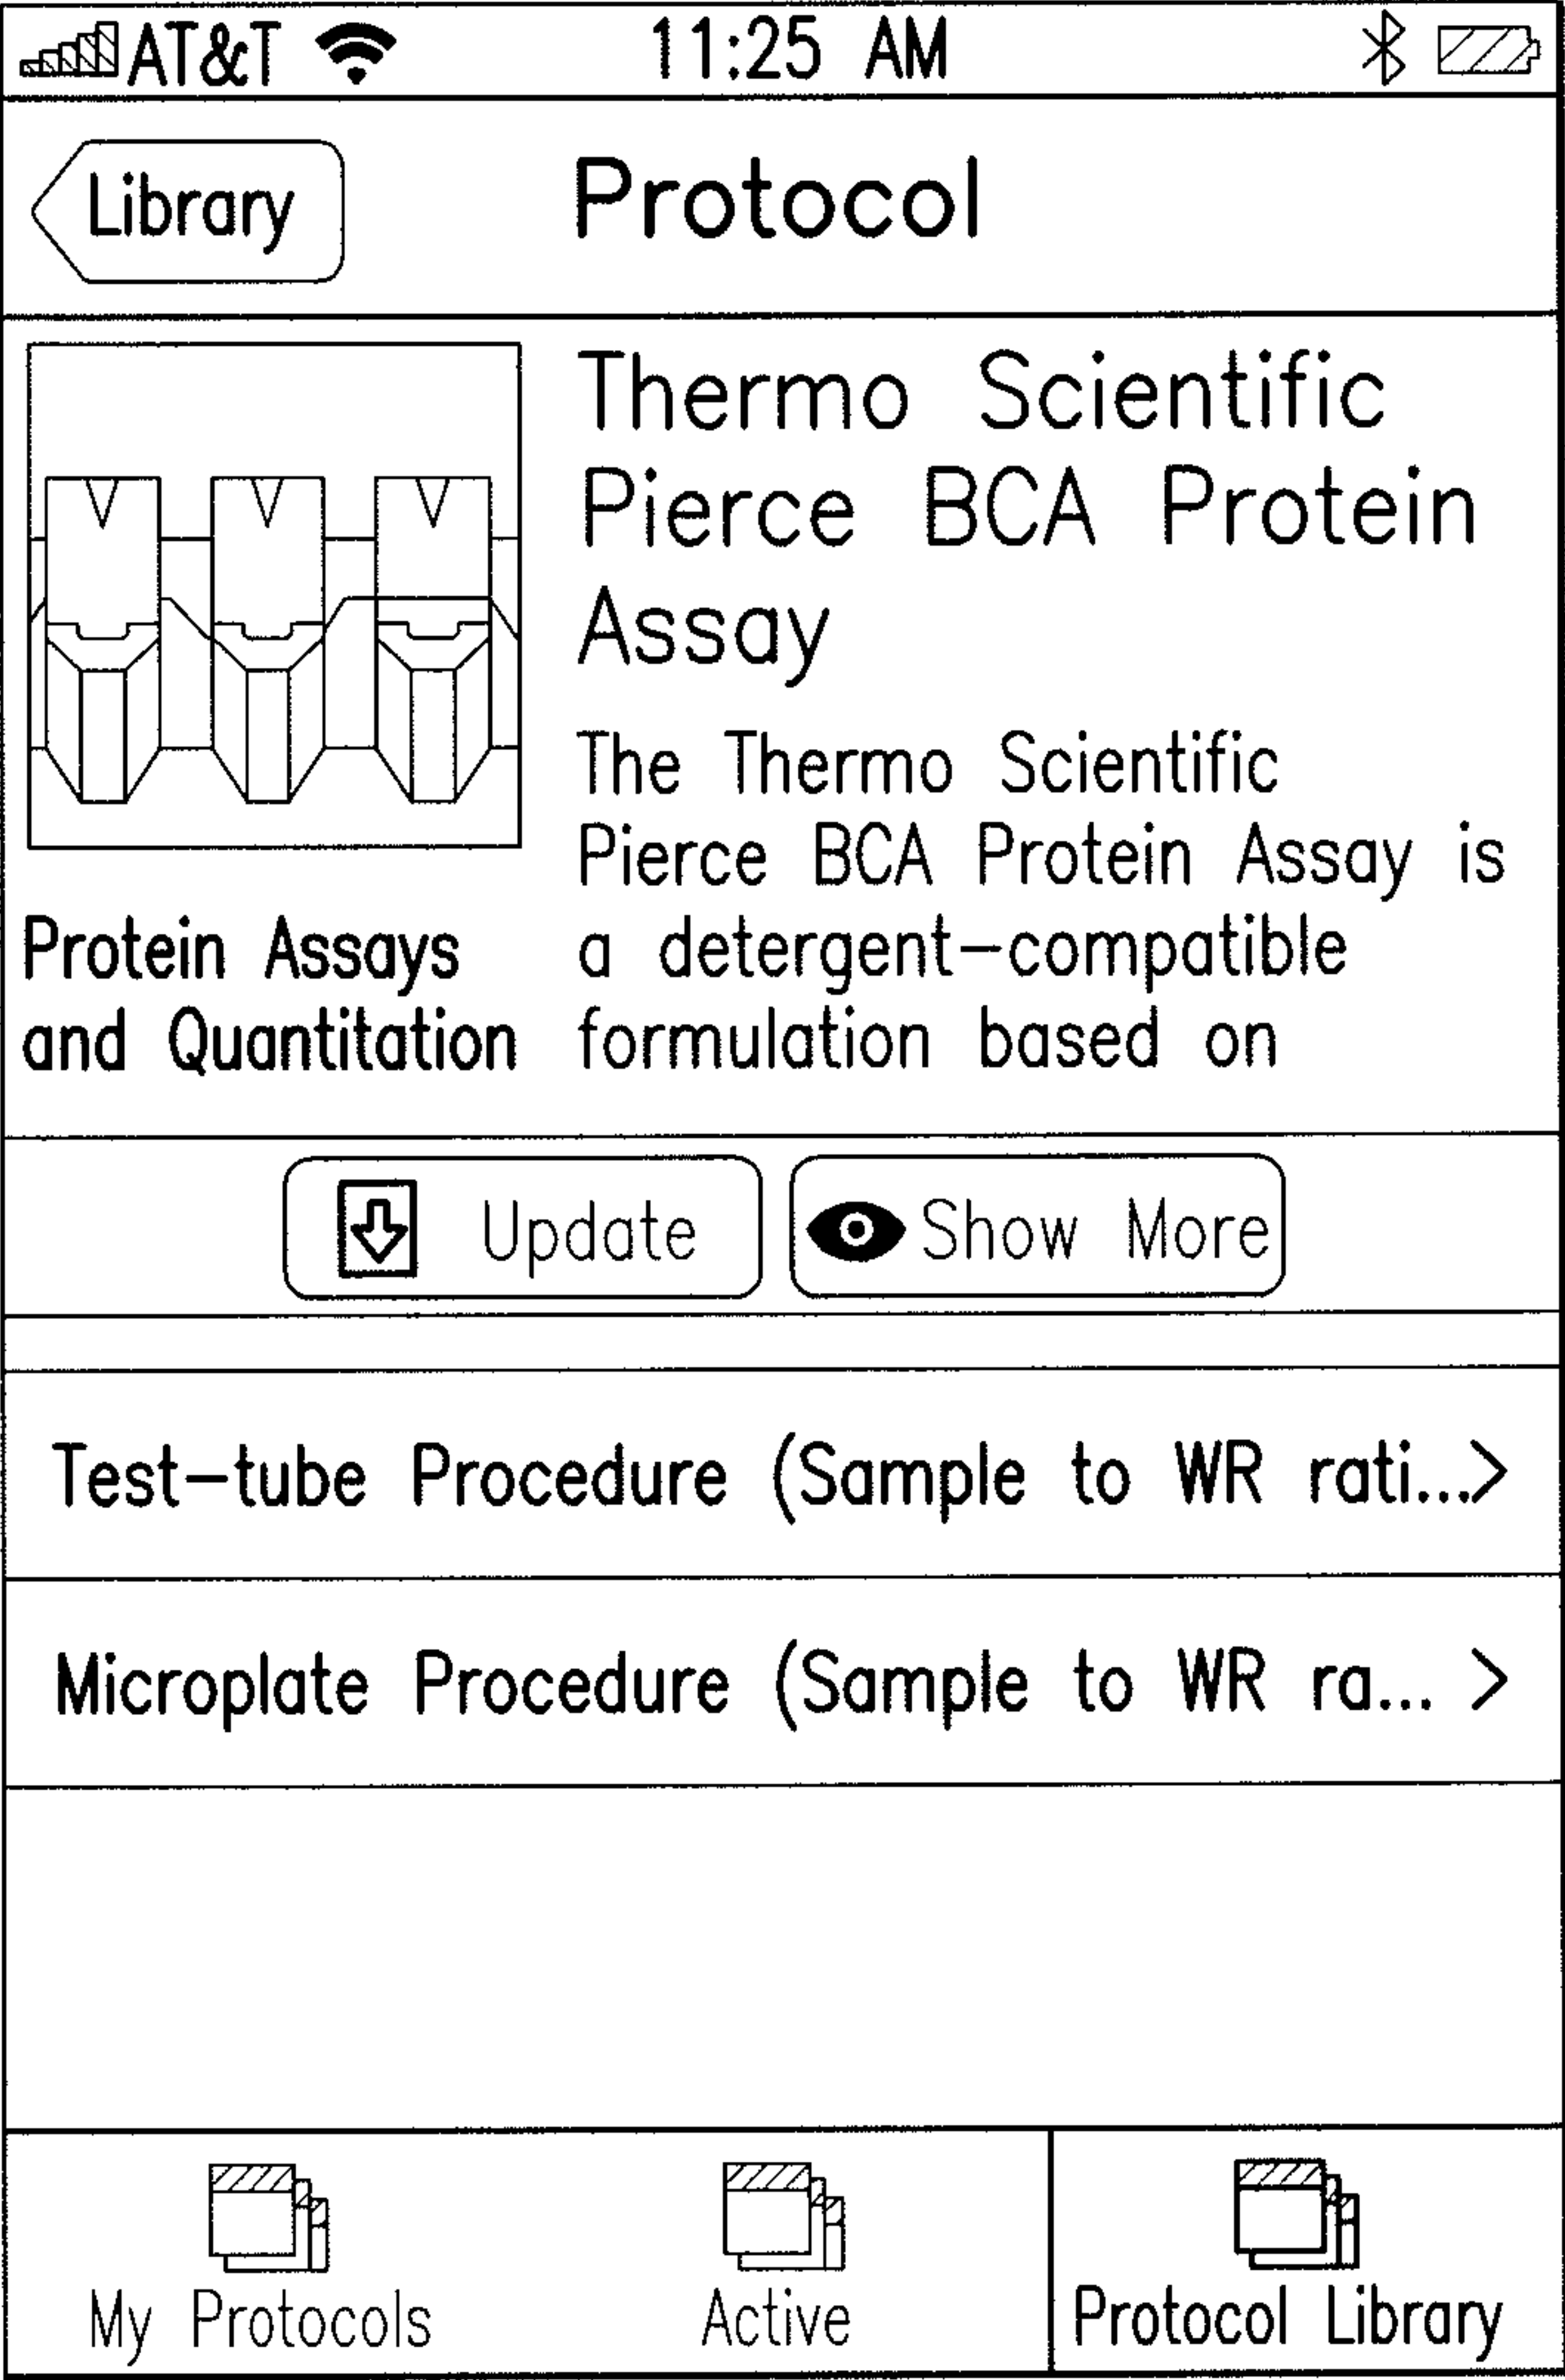 AT&T 11:25 AM
Library
Protocol
Thermo Scientific
Pierce BCA Protein
Assay
The Thermo Scientific
Pierce BCA Protein Assay is
a detergent-compatible
formulation based on
Protein Assays
and Quantitation
Update
Show More
Test-tube Procedure (Sample to WR rati...>
Microplate Procedure (Sample to WR ra... >
My Protocols
Active
Protocol Library